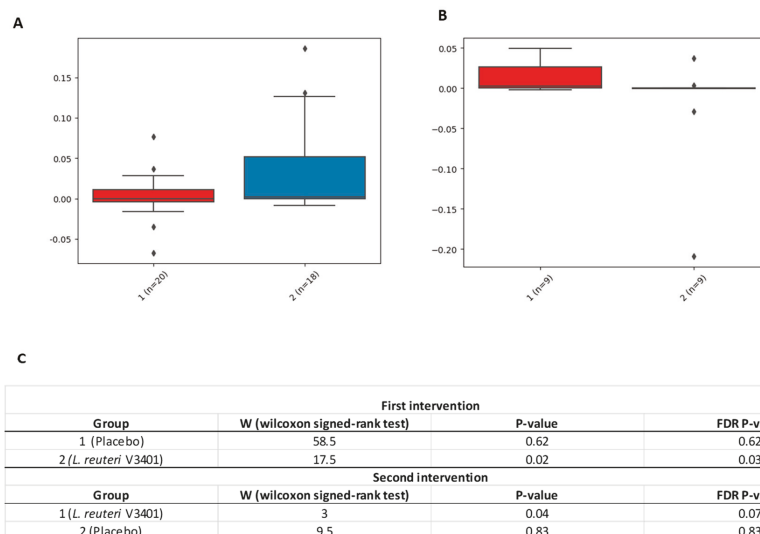 A
0.15
0.10
0.05
0.00
-0.05
1 (n=20)
2 (n=18)
B
0.05
0.00
−0.05
−0.10
−0.15
−0.20
1 (n=9)
2 (n=9)
C
First intervention
Group W (wilcoxon signed-rank test) P-value FDR P-v
1 (Placebo) 58.5 0.62 0.62
2 (L. reuteri V3401) 17.5 0.02 0.03
Second intervention
Group W (wilcoxon signed-rank test) P-value FDR P-v
1 (L. reuteri V3401) 3 0.04 0.07
2 (Placebo) 9.5 0.83 0.83